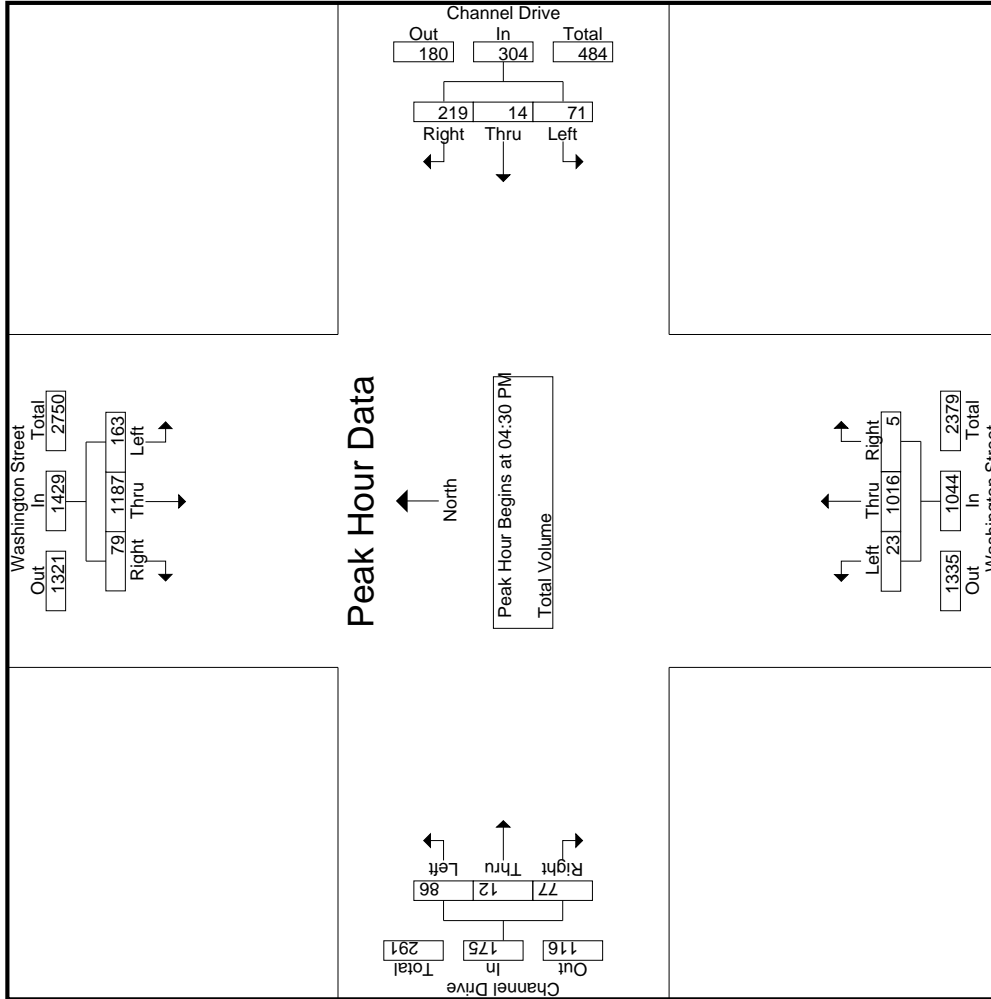 Channel Drive
Out In Total
180 304 484
219 14 71
Right Thru Left
Washington Street
Out In Total
1321 1429 2750
79 1187 163
Right Thru Left
Peak Hour Data
North
Peak Hour Begins at 04:30 PM
Total Volume
Left Thru Right
23 1016 5
1335 1044 2379
Out In Total
Washington Street
Left Thru Right
86 12 77
291 175 116
Total In Out
Channel Drive